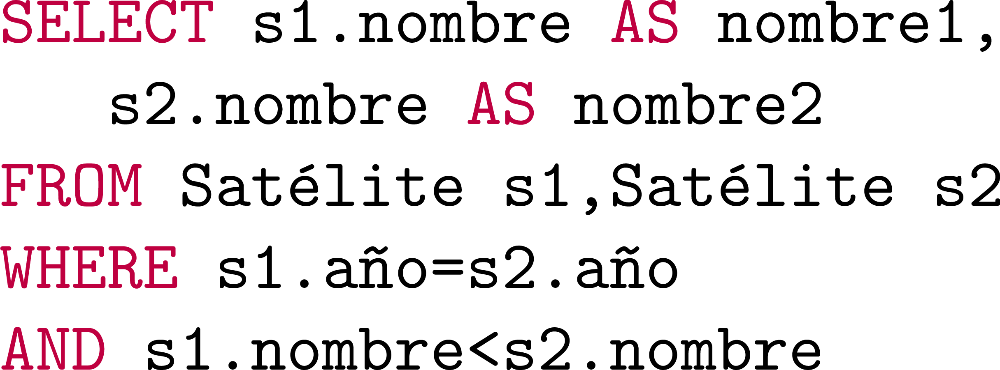 SELECT s1.nombre AS nombre1,
s2.nombre AS nombre2
FROM Satélite s1,Satélite s2
WHERE s1.año=s2.año
AND s1.nombre<s2.nombre